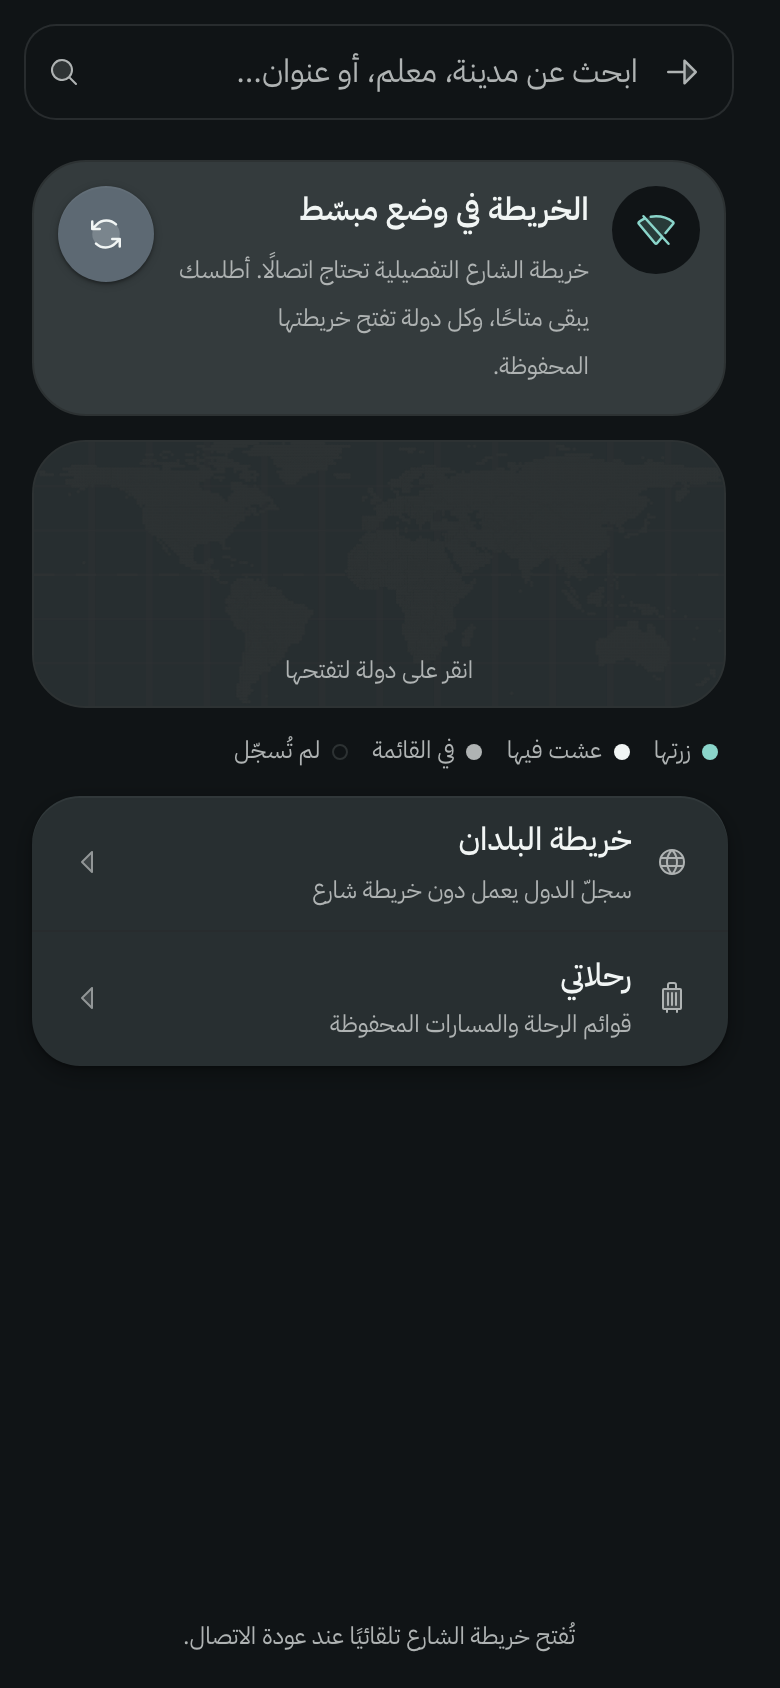 ابحث عن مدينة، معلم، أو عنوان...
الخريطة في وضع مبسّط
خريطة الشارع التفصيلية تحتاج اتصالًا. أطلسك
يبقى متاحًا، وكل دولة تفتح خريطتها
المحفوظة.
انقر على دولة لتفتحها
زرتها عشت فيها في القائمة لم تُسجّل
خريطة البلدان
سجلّ الدول يعمل دون خريطة شارع
رحلاتي
قوائم الرحلة والمسارات المحفوظة
تُفتح خريطة الشارع تلقائيًا عند عودة الاتصال.